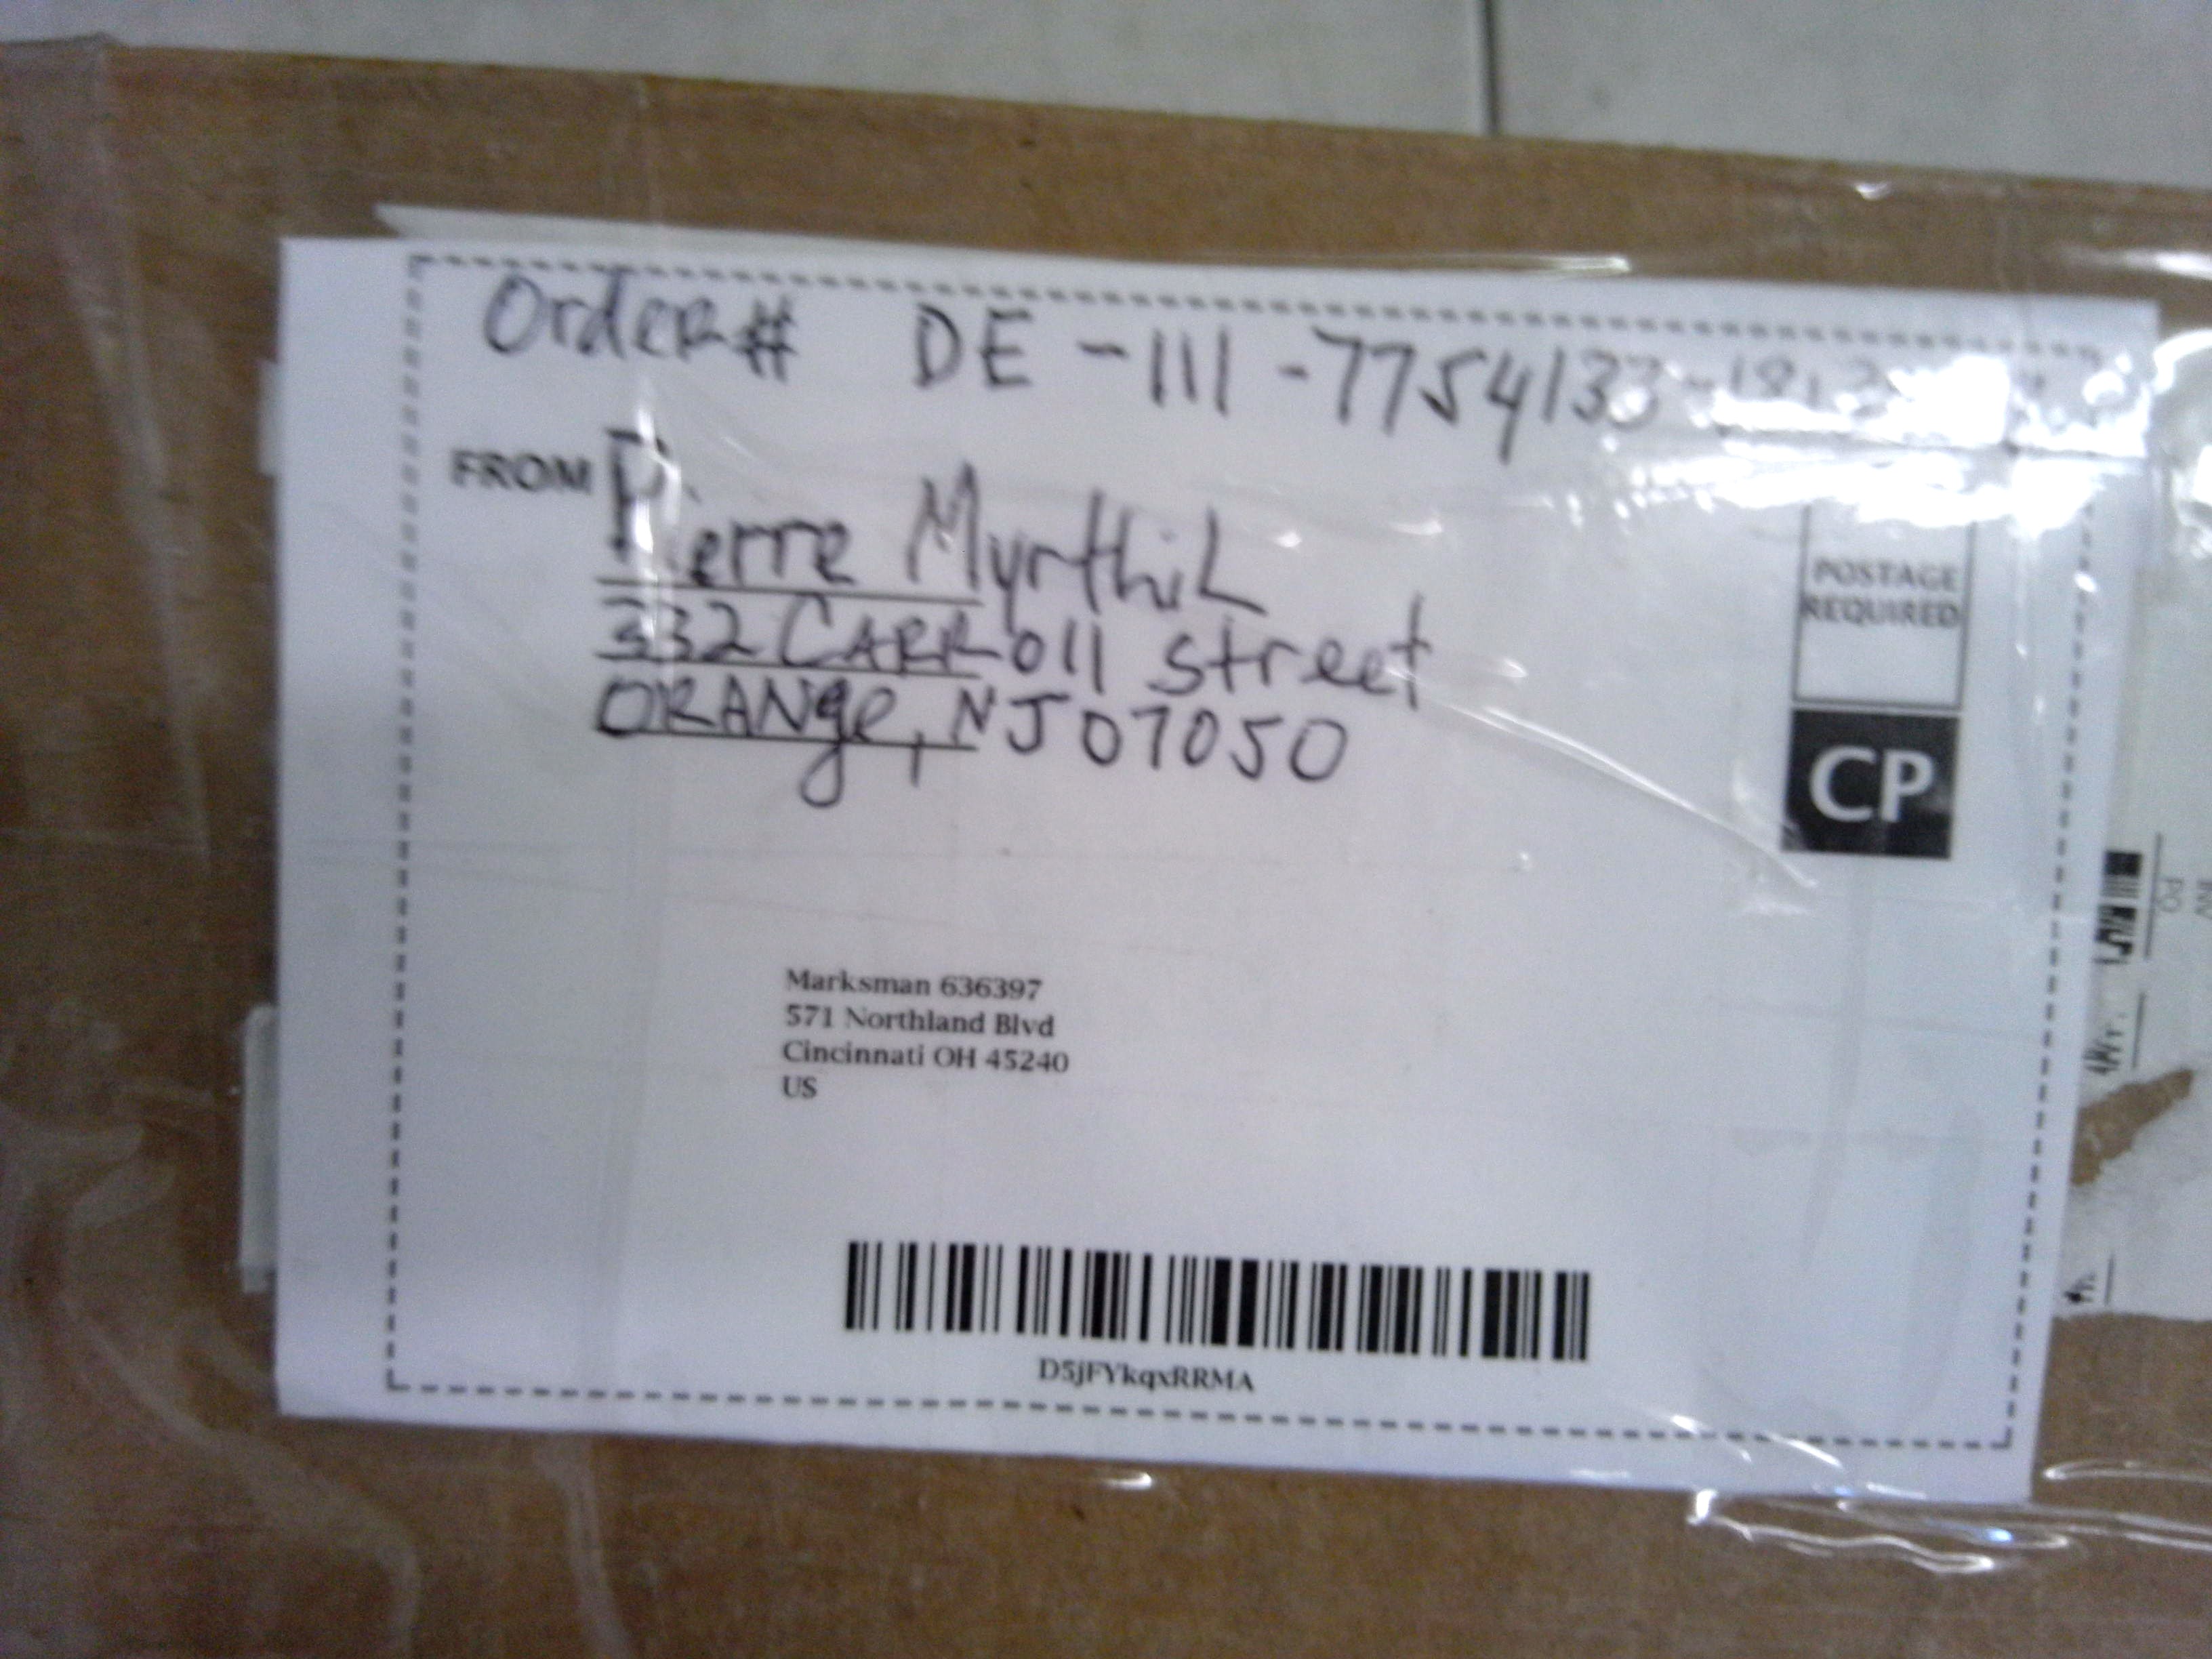 Order# DE-111-7754133
FROM Pierre Myrthil
332 CARROll street
ORANge, NJ 07050
POSTAGE
REQUIRED
CP
Marksman 636397
571 Northland Blvd
Cincinnati OH 45240
US
D5jFYkqxRRMA
PO